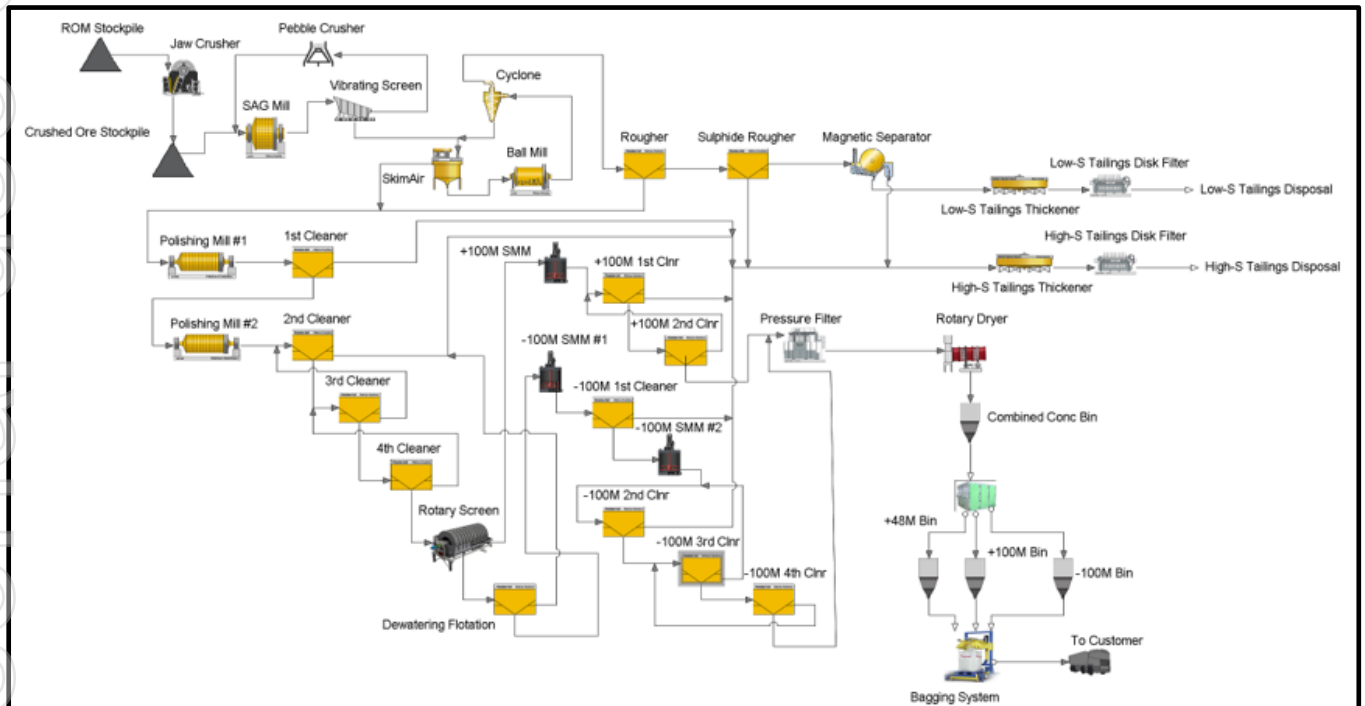 ROM Stockpile
Pebble Crusher
Jaw Crusher
Cyclone
Vibrating Screen
SAG Mill
Crushed Ore Stockpile
Rougher
Sulphide Rougher
Magnetic Separator
Ball Mill
SkimAir
Low-S Tailings Disk Filter
Low-S Tailings Disposal
Low-S Tailings Thickener
High-S Tailings Disk Filter
High-S Tailings Disposal
High-S Tailings Thickener
Polishing Mill #1
1st Cleaner
+100M SMM
+100M 1st Clnr
Polishing Mill #2
2nd Cleaner
+100M 2nd Clnr
Pressure Filter
Rotary Dryer
-100M SMM #1
3rd Cleaner
-100M 1st Cleaner
Combined Conc Bin
-100M SMM #2
4th Cleaner
Rotary Screen
-100M 2nd Clnr
+48M Bin
-100M 3rd Clnr
+100M Bin
-100M 4th Clnr
-100M Bin
Dewatering Flotation
To Customer
Bagging System